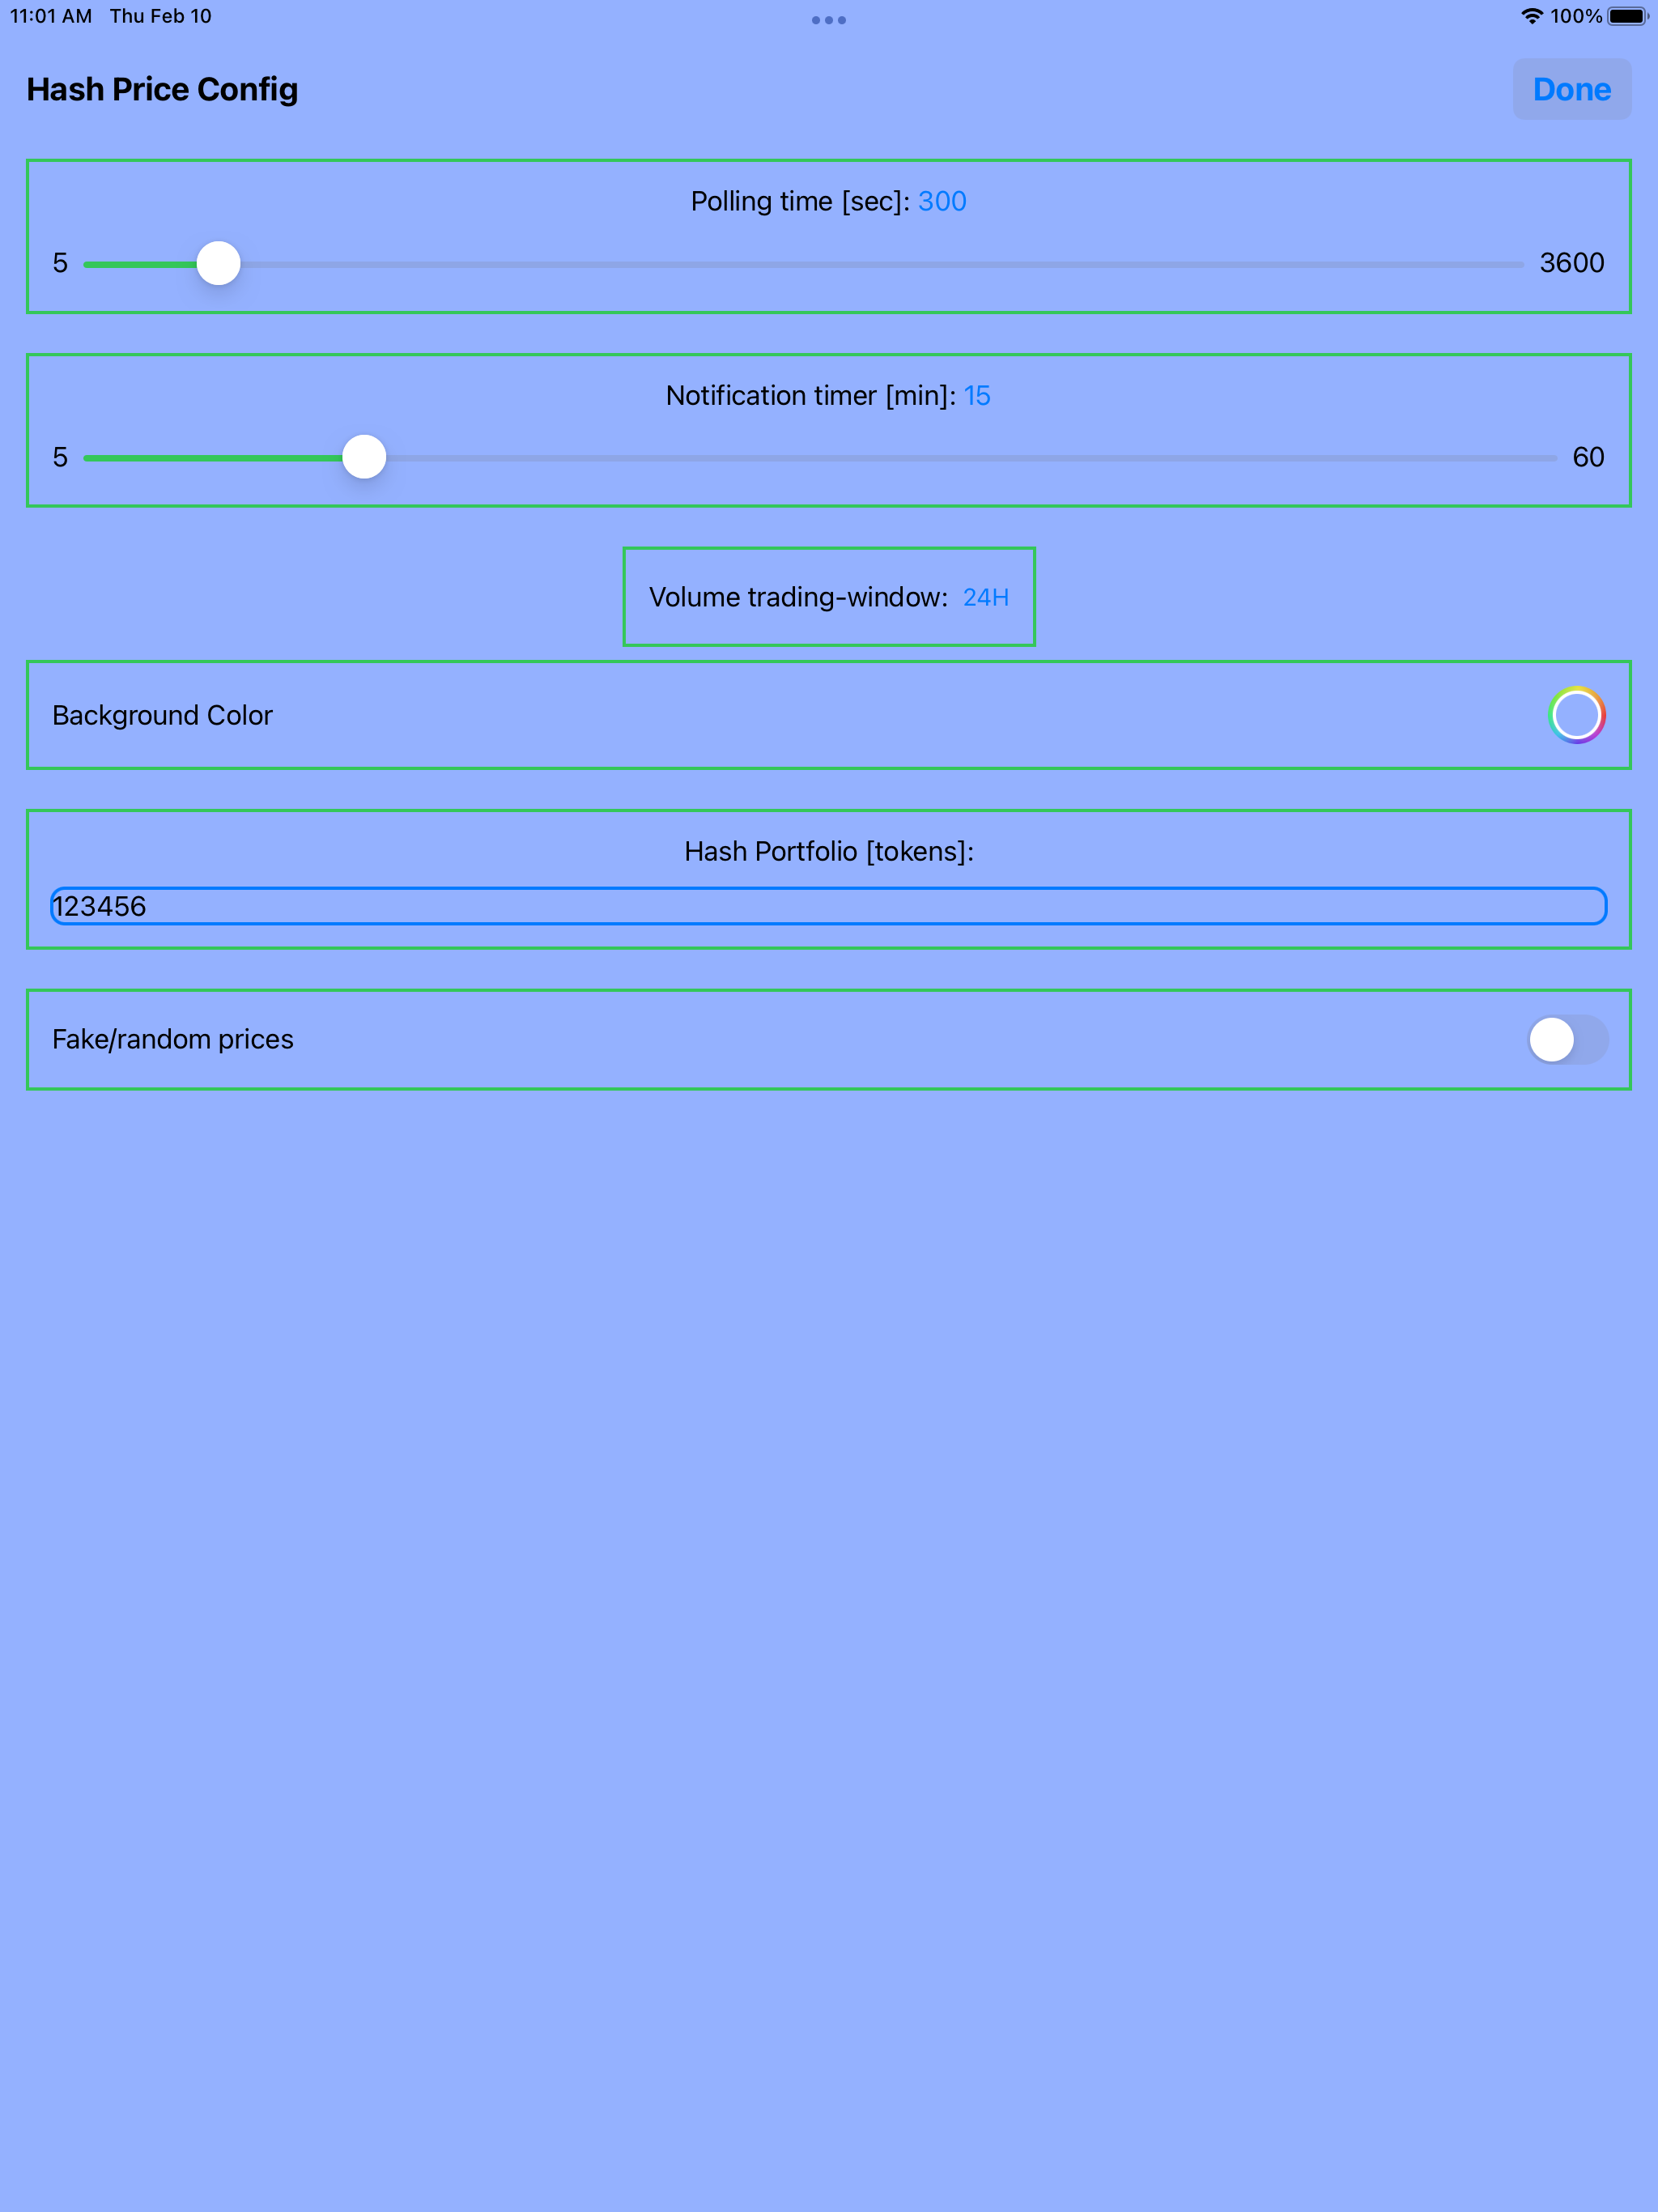 11:01 AM Thu Feb 10 100%
Hash Price Config Done
Polling time [sec]: 300
5 3600
Notification timer [min]: 15
5 60
Volume trading-window: 24H
Background Color
Hash Portfolio [tokens]:
123456
Fake/random prices